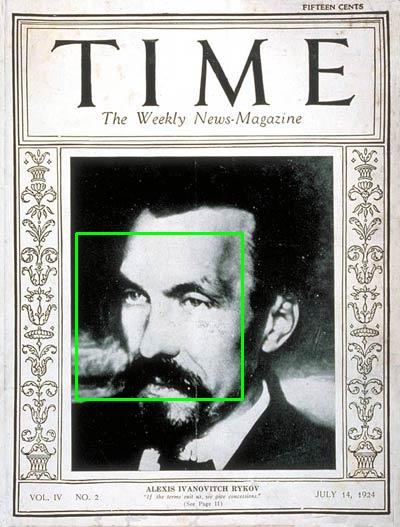 FIFTEEN CENTS
TIME
The Weekly News-Magazine
ALEXIS IVANOVITCH RYKOV
VOL. IV NO. 2 "If the terms suit us, we give concessions." JULY 14, 1924
(See Page 11)